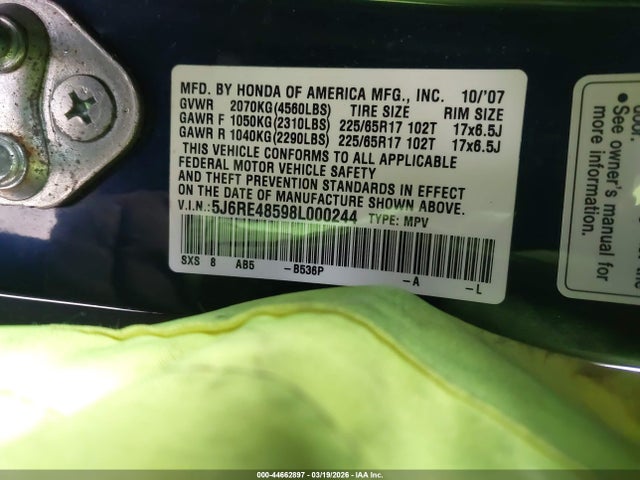 MFD. BY HONDA OF AMERICA MFG., INC. 10/'07
GVWR 2070KG(4560LBS) TIRE SIZE RIM SIZE
GAWR F 1050KG(2310LBS) 225/65R17 102T 17x6.5J
GAWR R 1040KG(2290LBS) 225/65R17 102T 17x6.5J
THIS VEHICLE CONFORMS TO ALL APPLICABLE
FEDERAL MOTOR VEHICLE SAFETY
AND THEFT PREVENTION STANDARDS IN EFFECT
ON THE DATE OF MANUFACTURE SHOWN ABOVE.
V.I.N.: 5J6RE48598L000244 TYPE: MPV
SXS 8 AB5 -B536P -A -L
door.
• See owner's
manual for
more
000-44662897 - 03/19/2026 - IAA Inc.